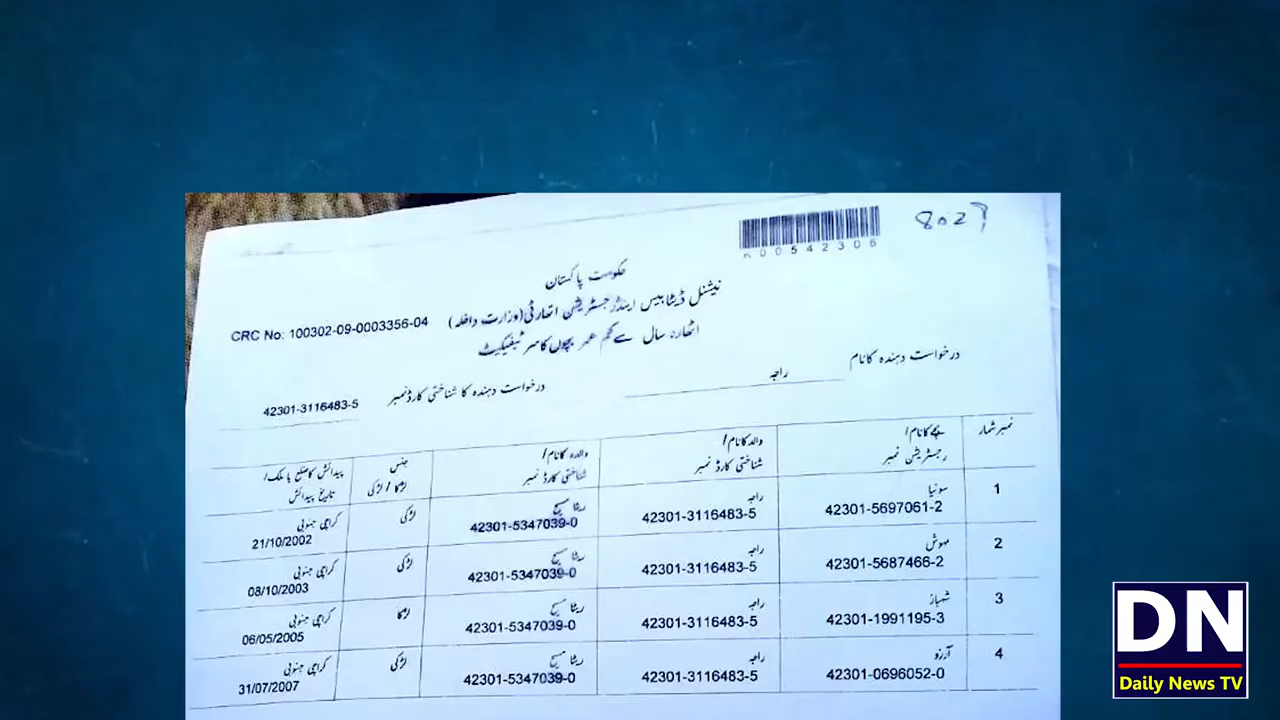 8027
K00542306
حکومت پاکستان
نیشنل ڈیٹابیس اینڈ رجسٹریشن اتھارٹی (وزارت داخلہ)
CRC No: 100302-09-0003356-04
اٹھارہ سال سے کم عمر بچوں کا سرٹیفیکیٹ
درخواست دہندہ کا نام راجہ
درخواست دہندہ کا شناختی کارڈ نمبر 42301-3116483-5
نمبر شمار
بچے کا نام/
رجسٹریشن نمبر
والد کا نام/
شناختی کارڈ نمبر
والدہ کا نام/
شناختی کارڈ نمبر
جنس
لڑکا / لڑکی
پیدائش کا ضلع یا ملک/
تاریخ پیدائش
1 سونیا راجہ ریتا مسیح لڑکی کراچی جنوبی
42301-5697061-2 42301-3116483-5 42301-5347039-0 21/10/2002
2 مہوش راجہ ریتا مسیح لڑکی کراچی جنوبی
42301-5687466-2 42301-3116483-5 42301-5347039-0 08/10/2003
3 شہباز راجہ ریتا مسیح لڑکا کراچی جنوبی
42301-1991195-3 42301-3116483-5 42301-5347039-0 06/05/2005
4 آرزو راجہ ریتا مسیح لڑکی کراچی جنوبی
42301-0696052-0 42301-3116483-5 42301-5347039-0 31/07/2007
DN
Daily News TV